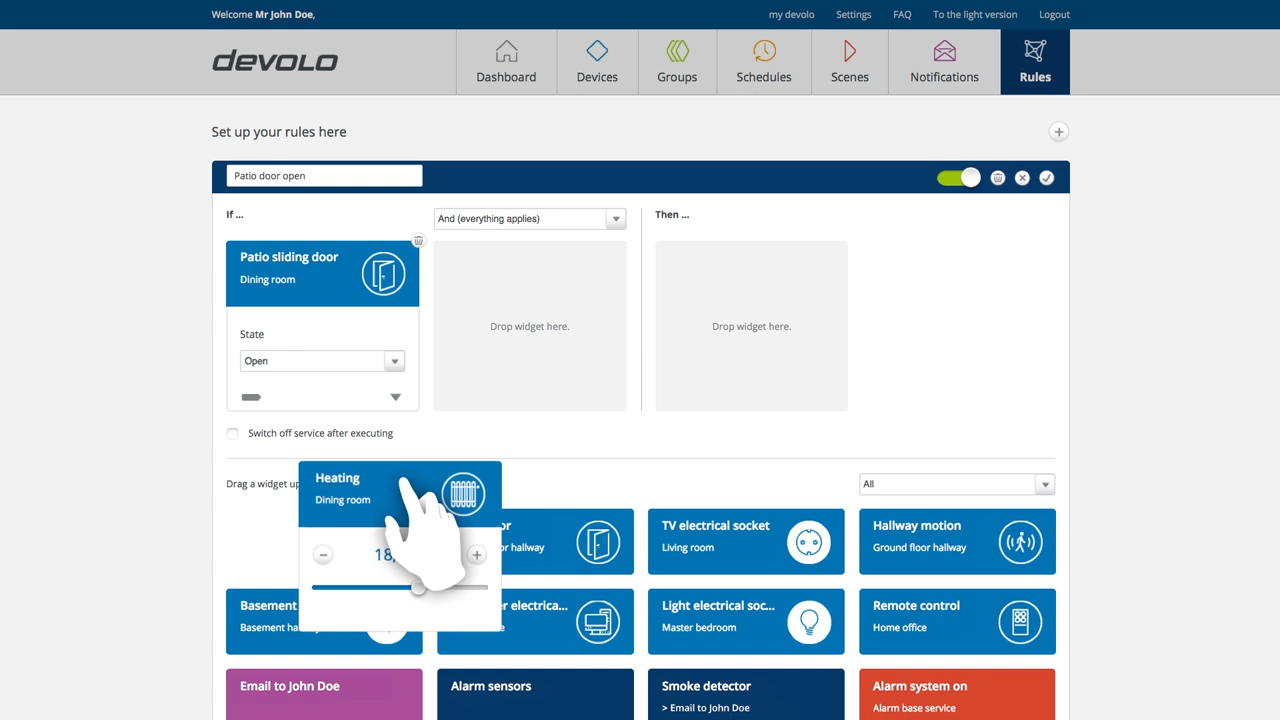 Welcome Mr John Doe,
my devolo
Settings
FAQ
To the light version
Logout
devolo
Dashboard
Devices
Groups
Schedules
Scenes
Notifications
Rules
Set up your rules here
Patio door open
If ...
And (everything applies)
Then ...
Patio sliding door
Dining room
State
Open
Drop widget here.
Drop widget here.
Switch off service after executing
Drag a widget
All
Heating
Dining room
18,
hallway
TV electrical socket
Living room
Hallway motion
Ground floor hallway
Basement
Basement
electrica...
Light electrical soc...
Master bedroom
Remote control
Home office
Email to John Doe
Alarm sensors
Smoke detector
> Email to John Doe
Alarm system on
Alarm base service